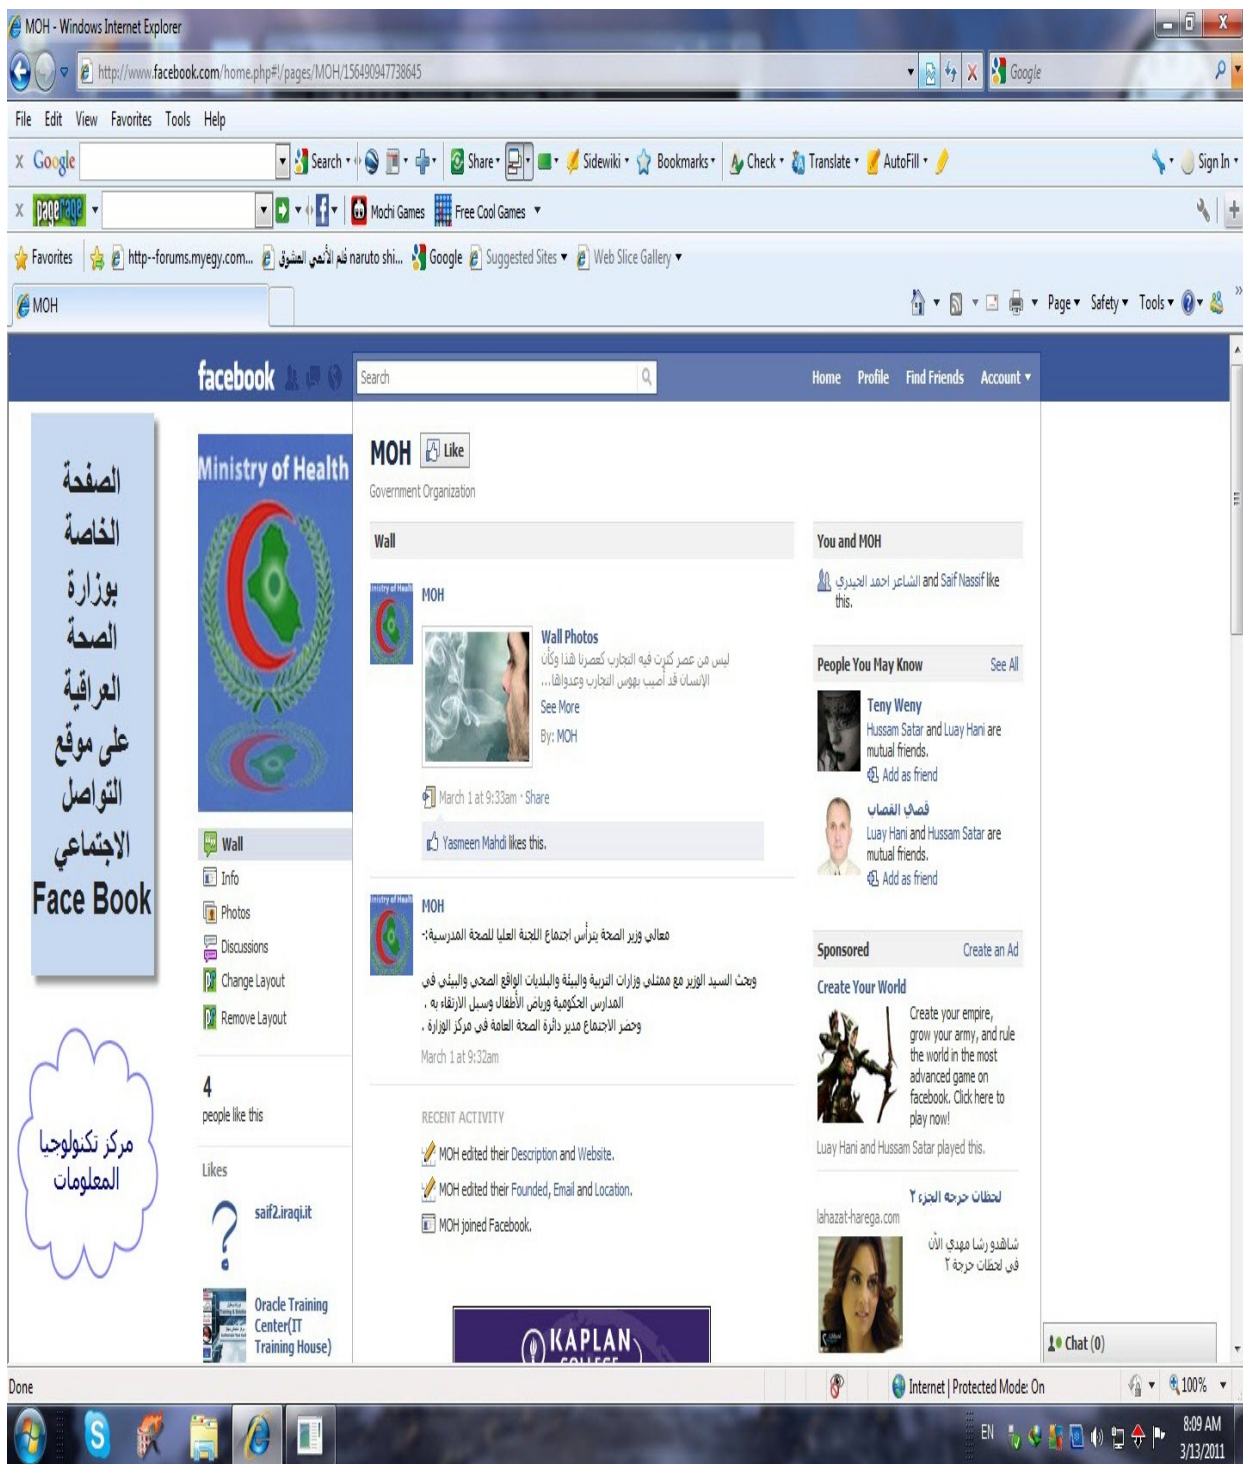 MOH - Windows Internet Explorer
http://www.facebook.com/home.php#!/pages/MOH/156490947738645
Google
File Edit View Favorites Tools Help
X Google Search Share Sidewiki Bookmarks Check Translate AutoFill Sign In
X pagerage Mochi Games Free Cool Games
Favorites http--forums.myegy.com... فلم الأنمي المشوق naruto shi... Google Suggested Sites Web Slice Gallery
MOH
Page Safety Tools
facebook
Search
Home Profile Find Friends Account
الصفحة
الخاصة
بوزارة
الصحة
العراقية
على موقع
التواصل
الاجتماعي
Face Book
مركز تكنولوجيا
المعلومات
Ministry of Health
Wall
Info
Photos
Discussions
Change Layout
Remove Layout
4
people like this
Likes
saif2.iraqi.it
Oracle Training
Center(IT
Training House)
MOH Like
Government Organization
Wall
MOH
Wall Photos
ليس من عصر كثرت فيه التجارب كعصرنا هذا وكأن
الإنسان قد أصيب بهوس التجارب وعدواها...
See More
By: MOH
March 1 at 9:33am · Share
Yasmeen Mahdi likes this.
MOH
معالي وزير الصحة يترأس اجتماع اللجنة العليا للصحة المدرسية:-
وبحث السيد الوزير مع ممثلي وزارات التربية والبيئة والبلديات الواقع الصحي والبيئي في
المدارس الحكومية ورياض الأطفال وسبل الارتقاء به .
وحضر الاجتماع مدير دائرة الصحة العامة في مركز الوزارة .
March 1 at 9:32am
RECENT ACTIVITY
MOH edited their Description and Website.
MOH edited their Founded, Email and Location.
MOH joined Facebook.
KAPLAN
COLLEGE
You and MOH
الشاعر احمد الحيدري and Saif Nassif like
this.
People You May Know See All
Teny Weny
Hussam Satar and Luay Hani are
mutual friends.
Add as friend
قصي القصاب
Luay Hani and Hussam Satar are
mutual friends.
Add as friend
Sponsored Create an Ad
Create Your World
Create your empire,
grow your army, and rule
the world in the most
advanced game on
facebook. Click here to
play now!
Luay Hani and Hussam Satar played this.
لحظات حرجه الجزء ٢
lahazat-harega.com
شاهدو رشا مهدي الأن
في لحظات حرجة ٢
Chat (0)
Done
Internet | Protected Mode: On
100%
EN
8:09 AM
3/13/2011